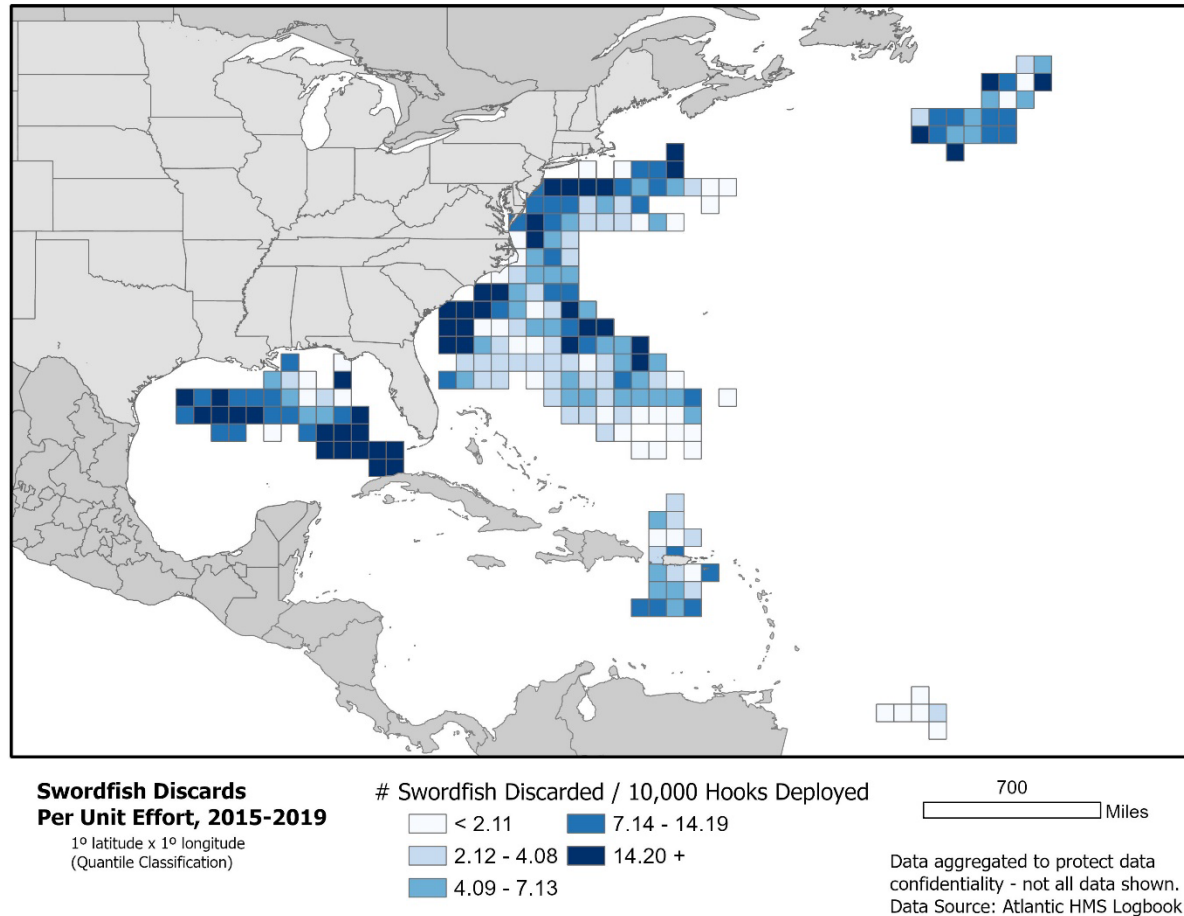 Swordfish Discards
Per Unit Effort, 2015-2019
1º latitude x 1º longitude
(Quantile Classification)
# Swordfish Discarded / 10,000 Hooks Deployed
< 2.11
2.12 - 4.08
4.09 - 7.13
7.14 - 14.19
14.20 +
700
Miles
Data aggregated to protect data
confidentiality - not all data shown.
Data Source: Atlantic HMS Logbook